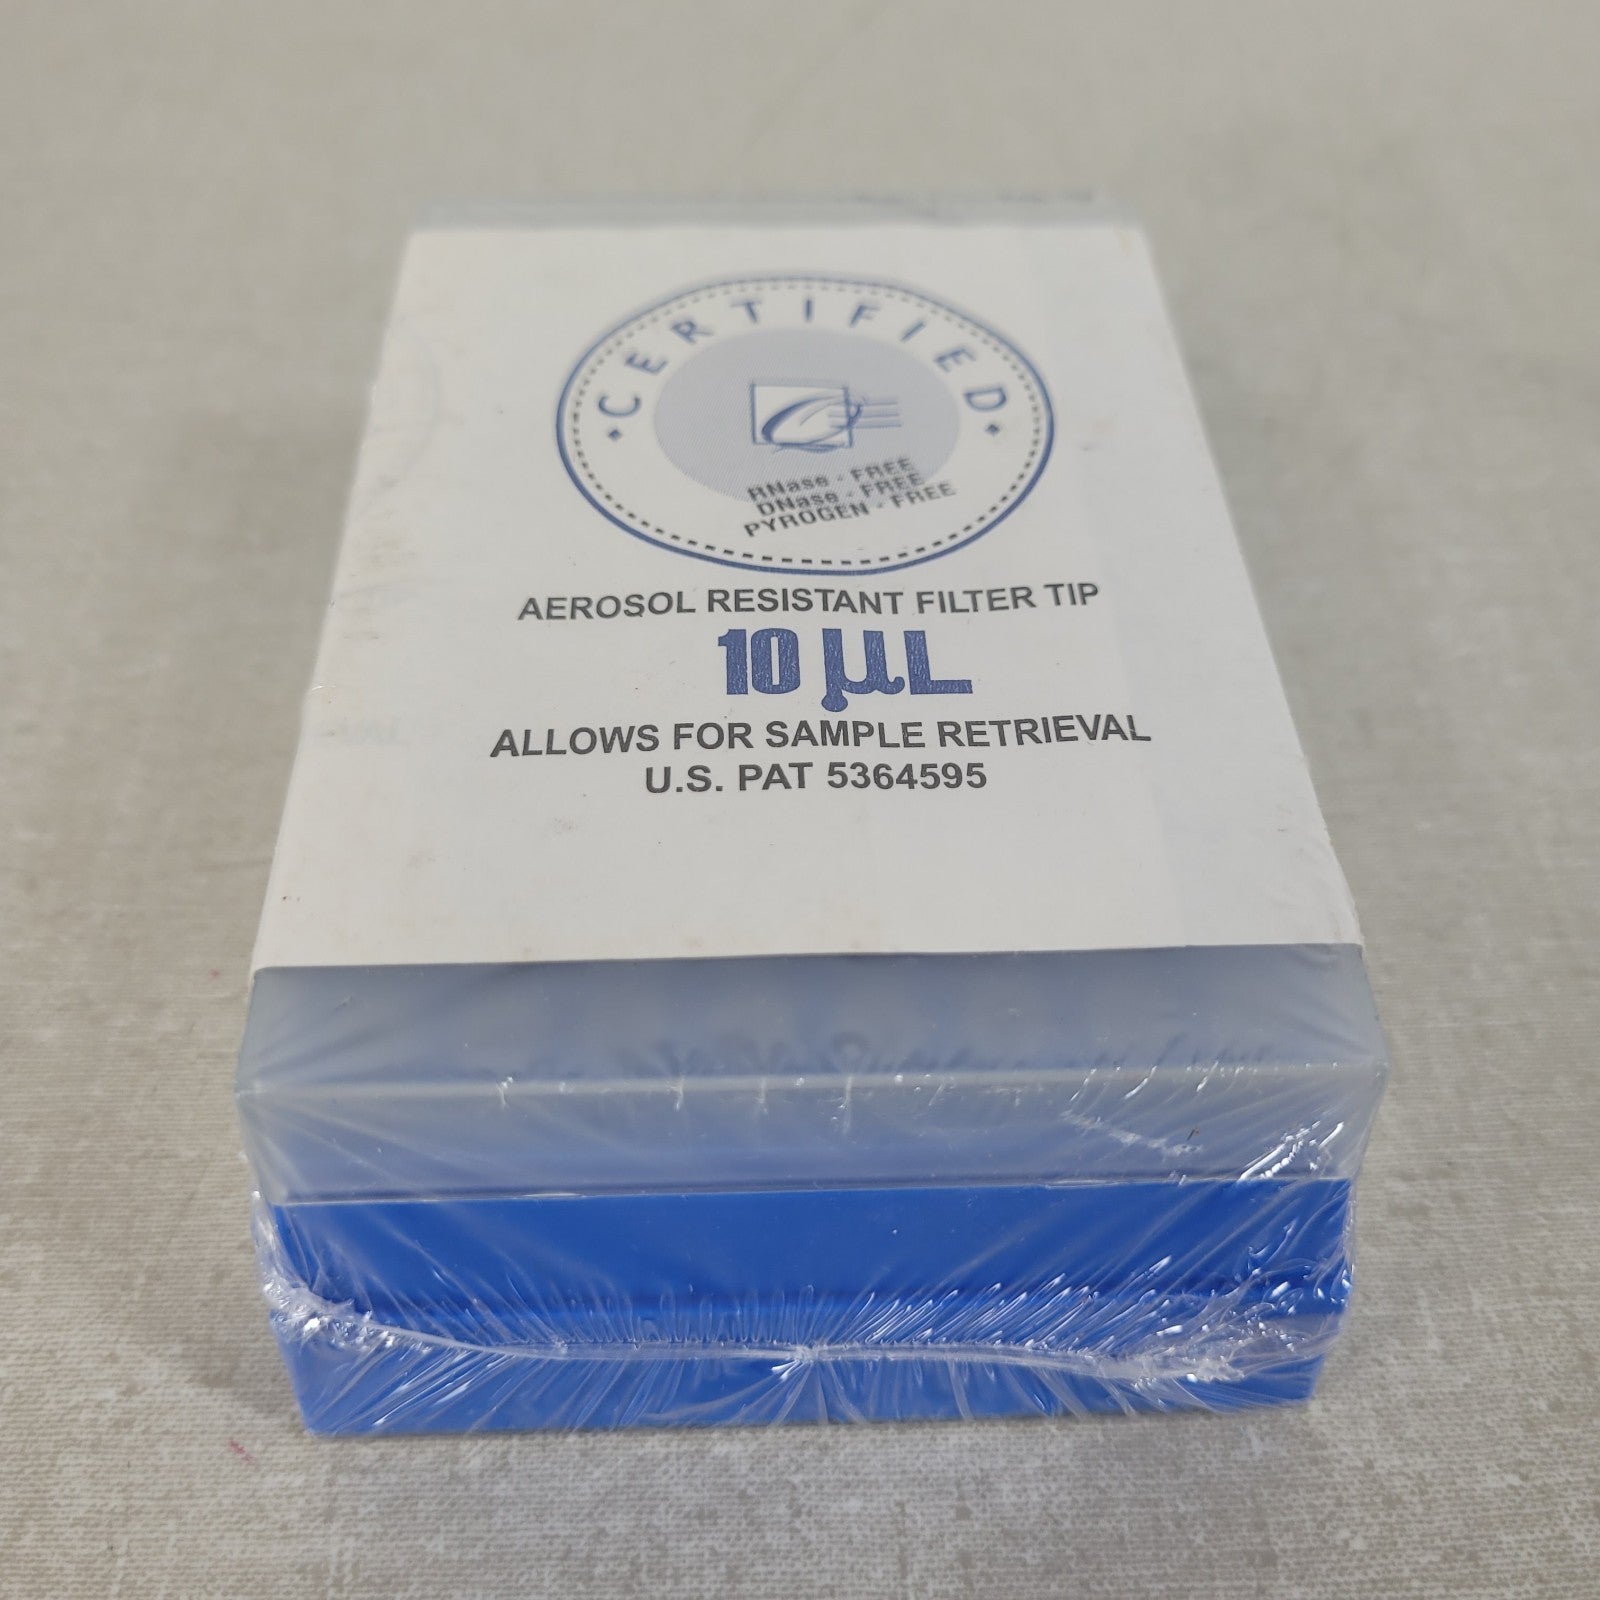 CERTIFIED
RNase - FREE
DNase - FREE
PYROGEN - FREE
AEROSOL RESISTANT FILTER TIP
10 µL
ALLOWS FOR SAMPLE RETRIEVAL
U.S. PAT 5364595